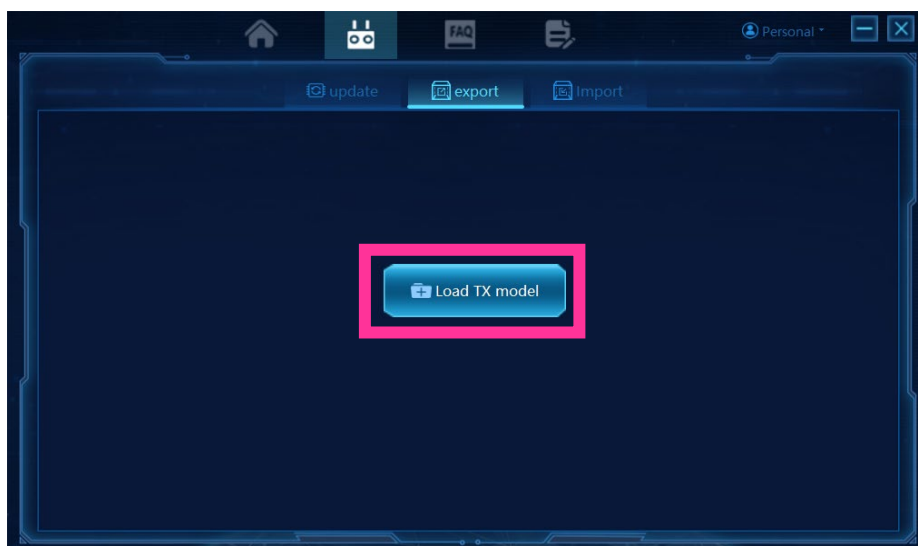 FAQ
Personal
update
export
Import
Load TX model